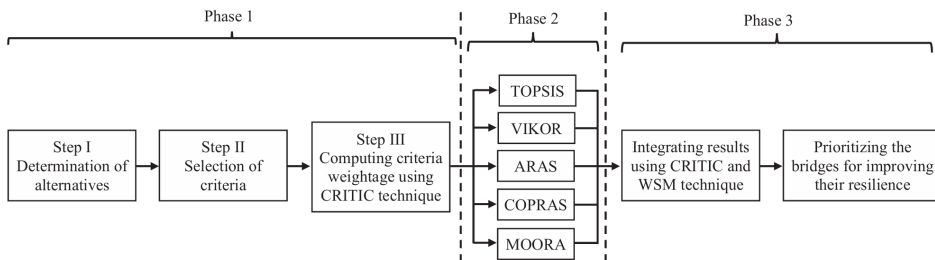 Phase 1
Phase 2
Phase 3
Step I
Determination of
alternatives
Step II
Selection of
criteria
Step III
Computing criteria
weightage using
CRITIC technique
TOPSIS
VIKOR
ARAS
COPRAS
MOORA
Integrating results
using CRITIC and
WSM technique
Prioritizing the
bridges for improving
their resilience